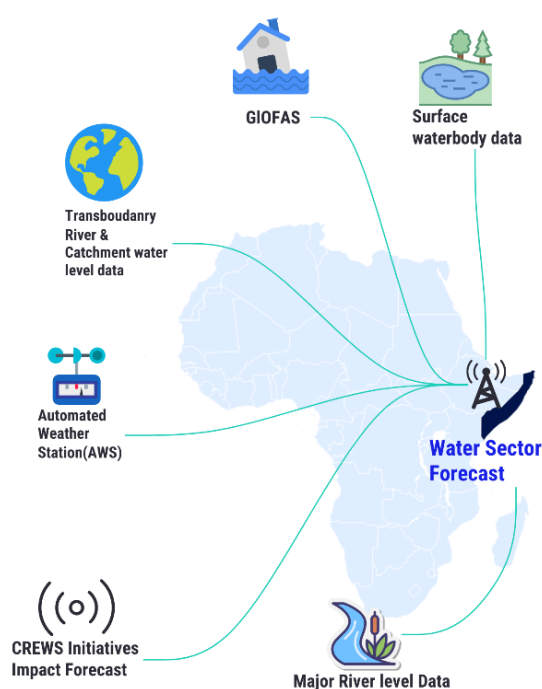 GlOFAS
Surface
waterbody data
Transboudanry
River &
Catchment water
level data
Automated
Weather
Station(AWS)
Water Sector
Forecast
CREWS Initiatives
Impact Forecast
Major River level Data